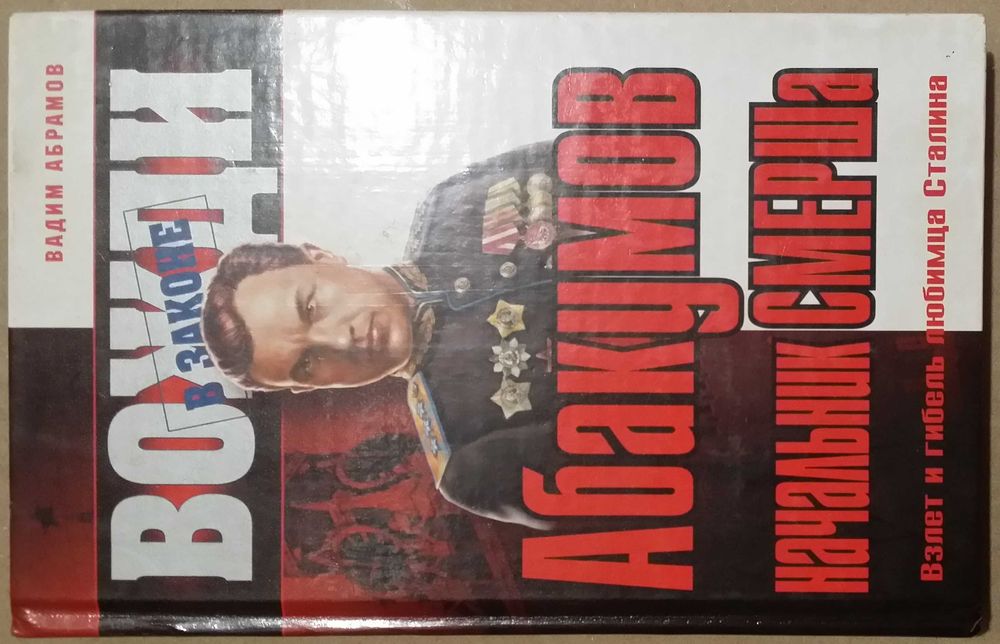 ВАДИМ АБРАМОВ
ВОЖДИ
В ЗАКОНЕ
Абакумов
начальник СМЕРШа
Взлет и гибель любимца Сталина